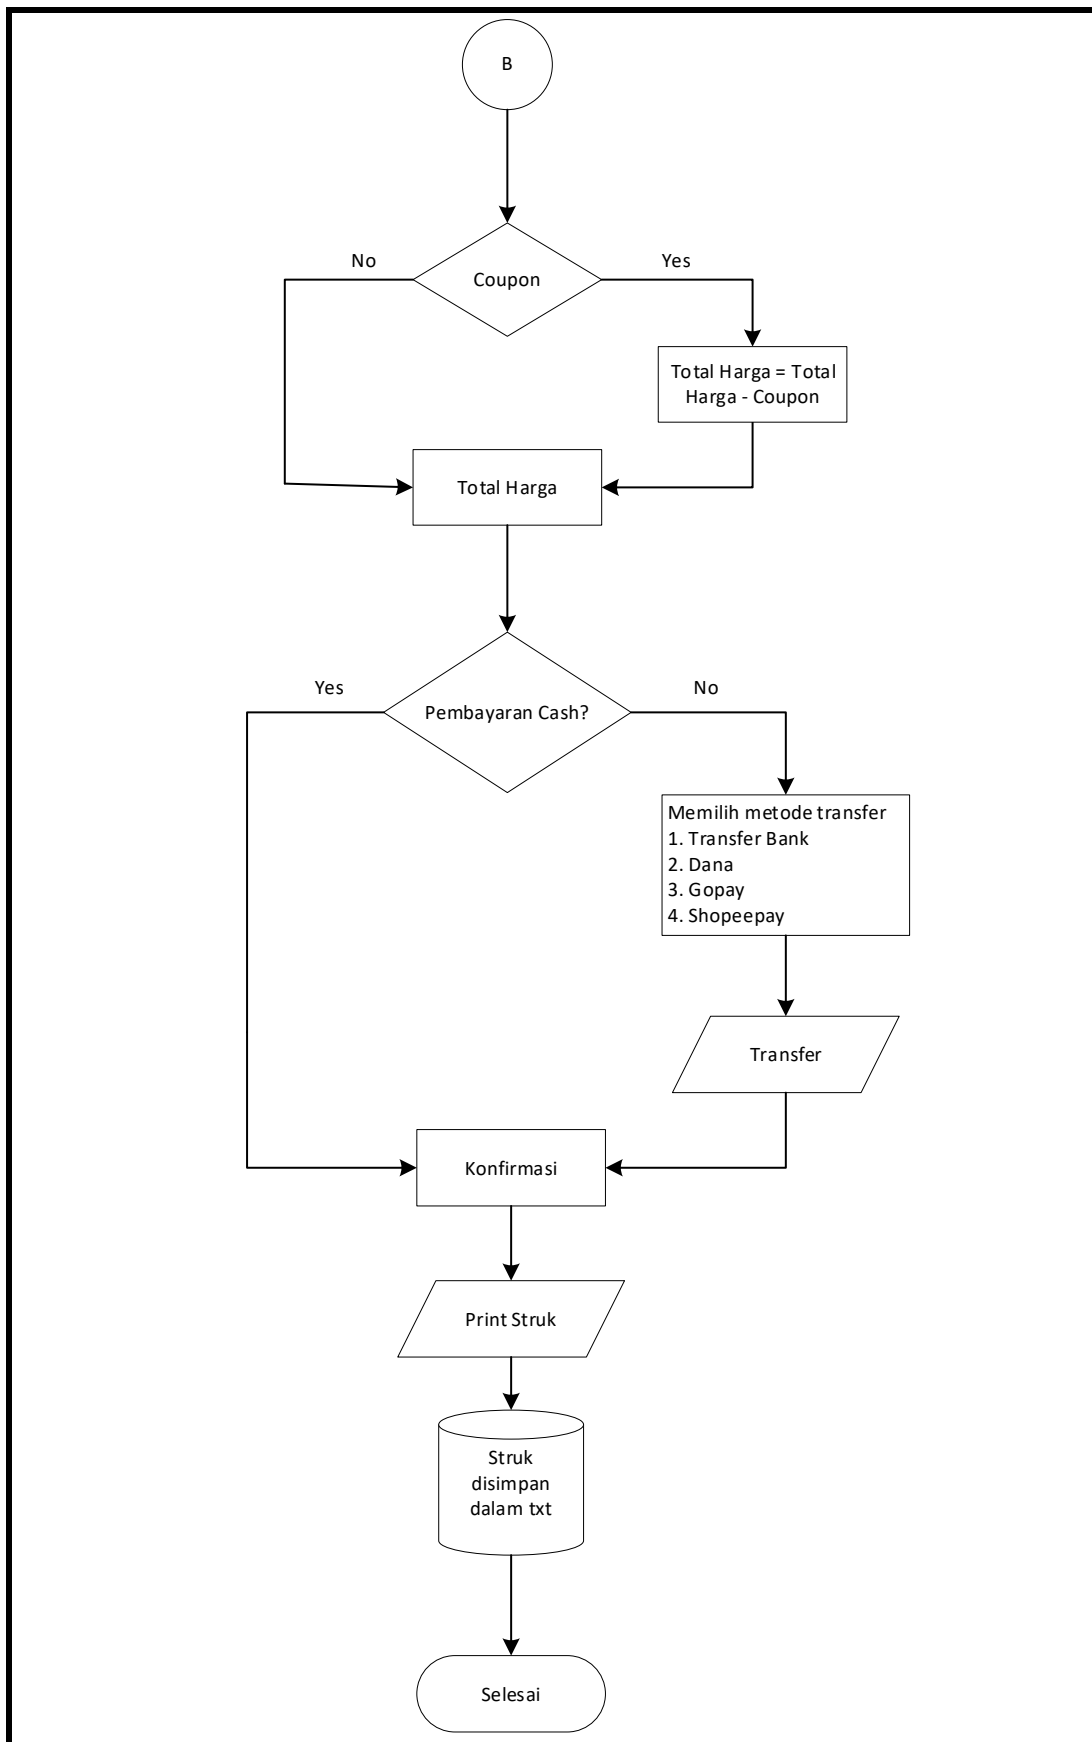 B
Coupon
No
Yes
Total Harga = Total
Harga - Coupon
Total Harga
Pembayaran Cash?
Yes
No
Memilih metode transfer
1. Transfer Bank
2. Dana
3. Gopay
4. Shopeepay
Transfer
Konfirmasi
Print Struk
Struk
disimpan
dalam txt
Selesai